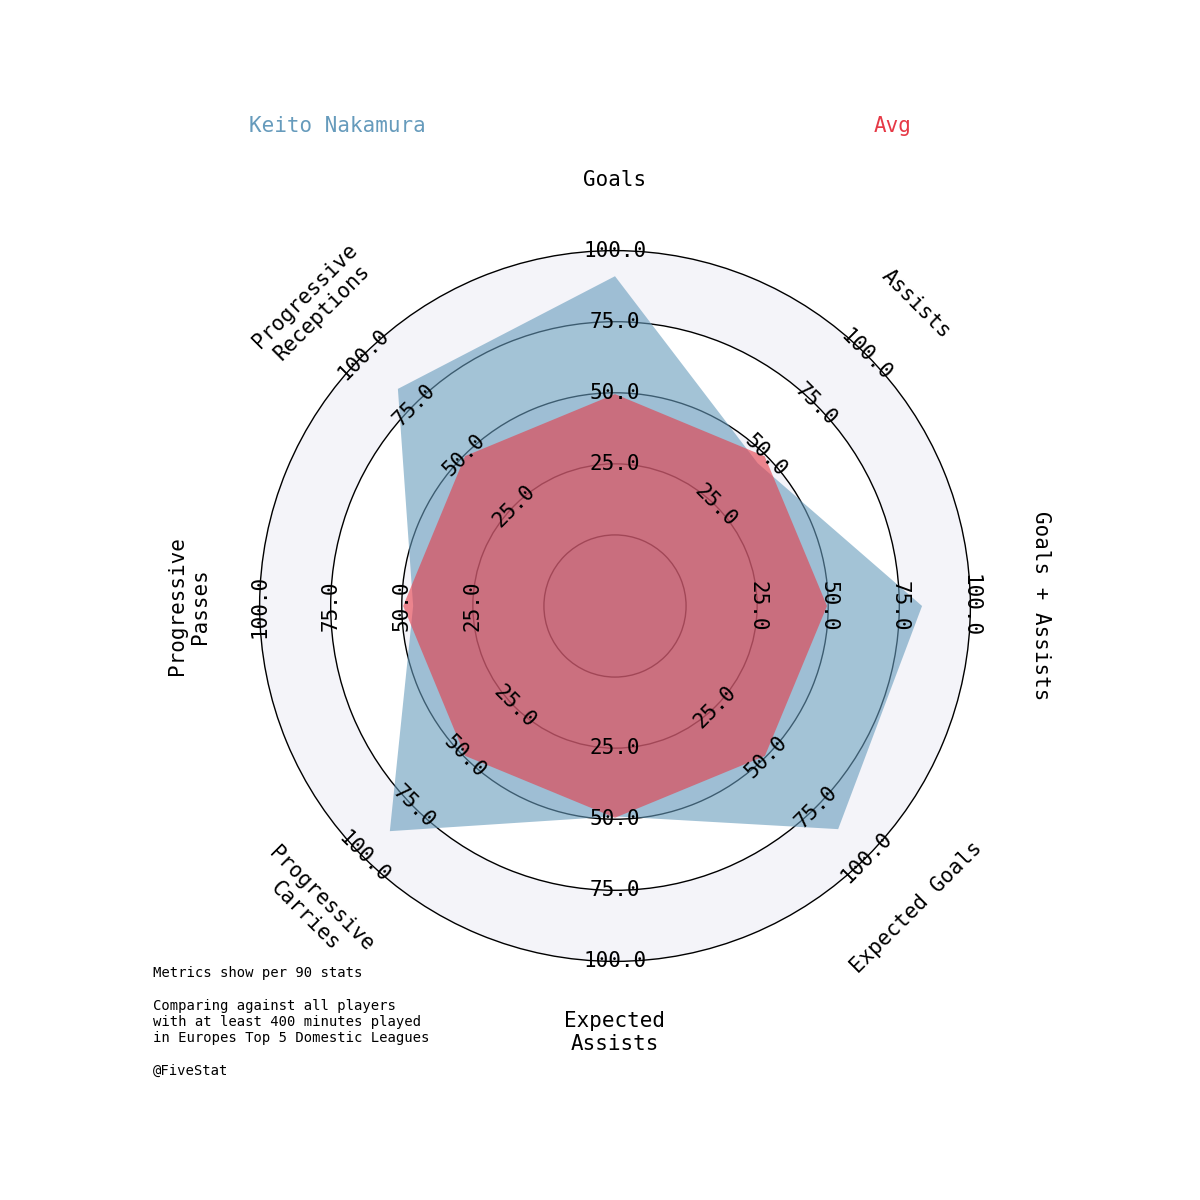 Keito Nakamura
Avg
Goals
Assists
Goals + Assists
Expected Goals
Expected
Assists
Progressive
Carries
Progressive
Passes
Progressive
Receptions
25.0
50.0
75.0
100.0
25.0
50.0
75.0
100.0
25.0
50.0
75.0
100.0
25.0
50.0
75.0
100.0
25.0
50.0
75.0
100.0
25.0
50.0
75.0
100.0
25.0
50.0
75.0
100.0
25.0
50.0
75.0
100.0
Metrics show per 90 stats
Comparing against all players
with at least 400 minutes played
in Europes Top 5 Domestic Leagues
@FiveStat